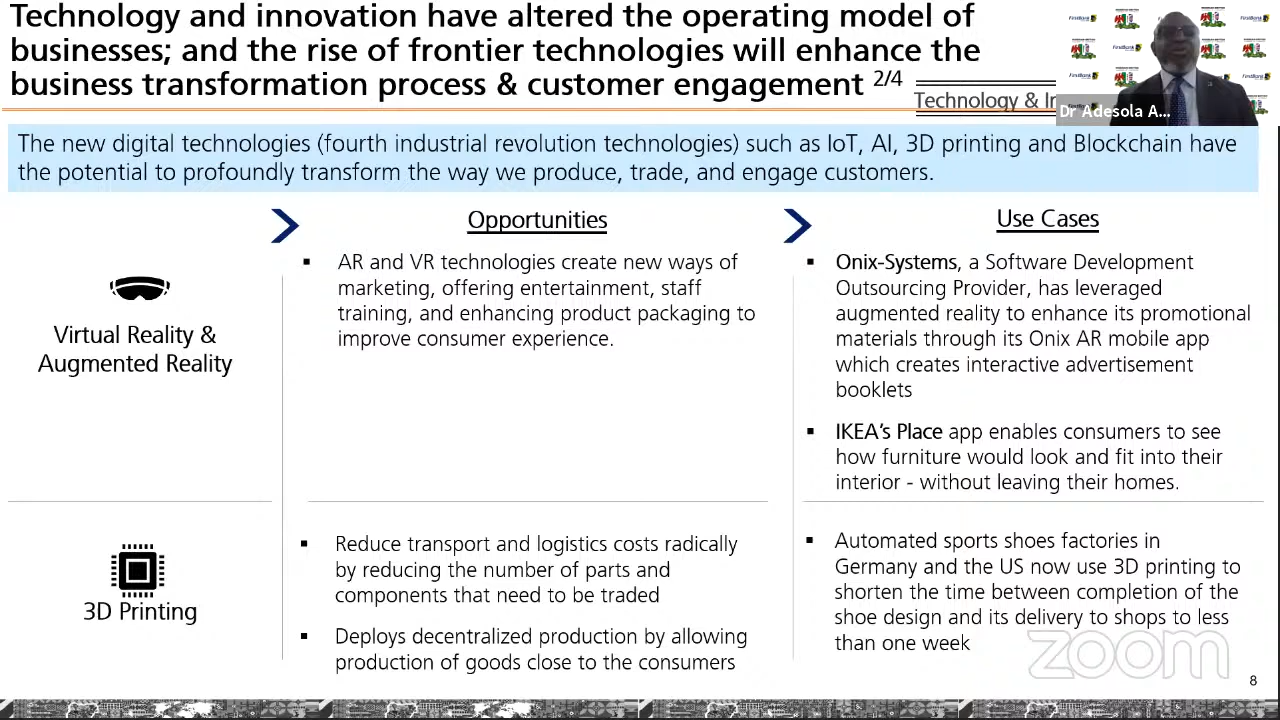 Technology and innovation have altered the operating model of
businesses; and the rise of frontier technologies will enhance the
business transformation process & customer engagement 2/4
Technology & I
Dr Adesola A...
FirstBank
The new digital technologies (fourth industrial revolution technologies) such as IoT, AI, 3D printing and Blockchain have
the potential to profoundly transform the way we produce, trade, and engage customers.
Opportunities
Use Cases
Virtual Reality &
Augmented Reality
▪ AR and VR technologies create new ways of
marketing, offering entertainment, staff
training, and enhancing product packaging to
improve consumer experience.
▪ Onix-Systems, a Software Development
Outsourcing Provider, has leveraged
augmented reality to enhance its promotional
materials through its Onix AR mobile app
which creates interactive advertisement
booklets
▪ IKEA's Place app enables consumers to see
how furniture would look and fit into their
interior - without leaving their homes.
3D Printing
▪ Reduce transport and logistics costs radically
by reducing the number of parts and
components that need to be traded
▪ Deploys decentralized production by allowing
production of goods close to the consumers
▪ Automated sports shoes factories in
Germany and the US now use 3D printing to
shorten the time between completion of the
shoe design and its delivery to shops to less
than one week
zoom
8